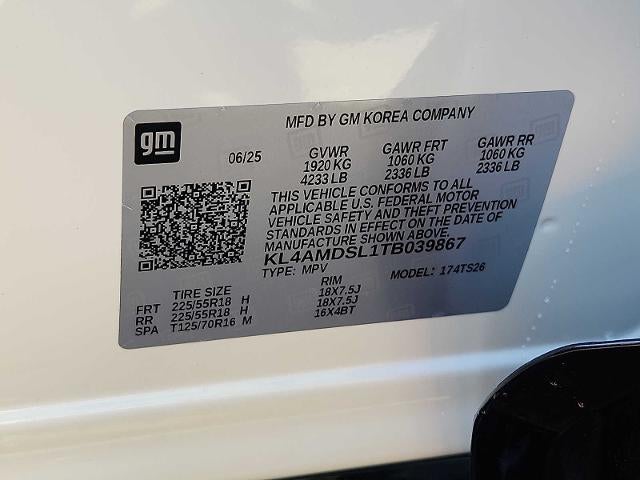 MFD BY GM KOREA COMPANY
gm
06/25 GVWR GAWR FRT GAWR RR
1920 KG 1060 KG 1060 KG
4233 LB 2336 LB 2336 LB
THIS VEHICLE CONFORMS TO ALL
APPLICABLE U.S. FEDERAL MOTOR
VEHICLE SAFETY AND THEFT PREVENTION
STANDARDS IN EFFECT ON THE DATE OF
MANUFACTURE SHOWN ABOVE.
KL4AMDSL1TB039867
TYPE: MPV MODEL: 174TS26
TIRE SIZE RIM
FRT 225/55R18 H 18X7.5J
RR 225/55R18 H 18X7.5J
SPA T125/70R16 M 16X4BT